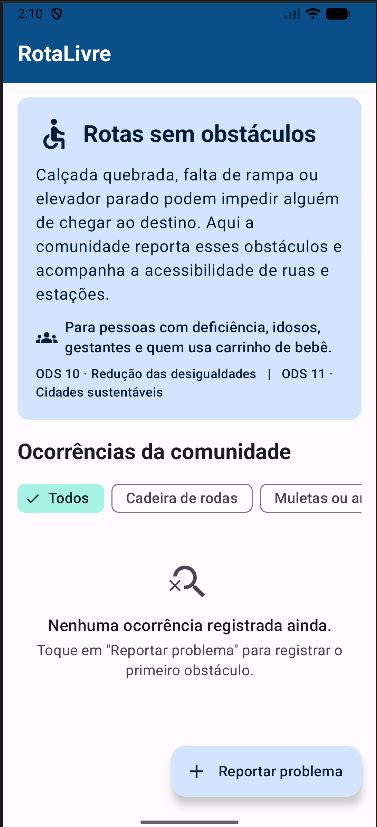 2:10
RotaLivre
Rotas sem obstáculos
Calçada quebrada, falta de rampa ou
elevador parado podem impedir alguém
de chegar ao destino. Aqui a
comunidade reporta esses obstáculos e
acompanha a acessibilidade de ruas e
estações.
Para pessoas com deficiência, idosos,
gestantes e quem usa carrinho de bebê.
ODS 10 · Redução das desigualdades | ODS 11 ·
Cidades sustentáveis
Ocorrências da comunidade
Todos Cadeira de rodas Muletas ou
Nenhuma ocorrência registrada ainda.
Toque em "Reportar problema" para registrar o
primeiro obstáculo.
Reportar problema